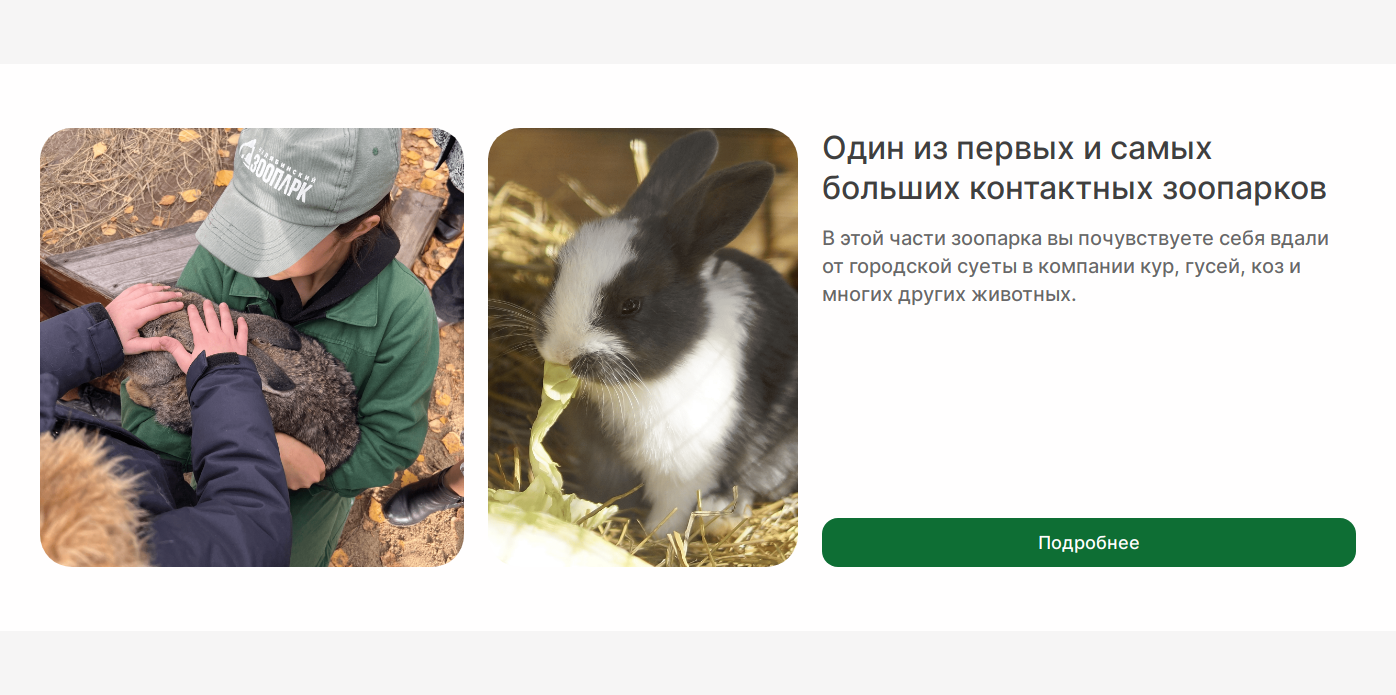 ЗООПАРК
Один из первых и самых
больших контактных зоопарков
В этой части зоопарка вы почувствуете себя вдали
от городской суеты в компании кур, гусей, коз и
многих других животных.
Подробнее